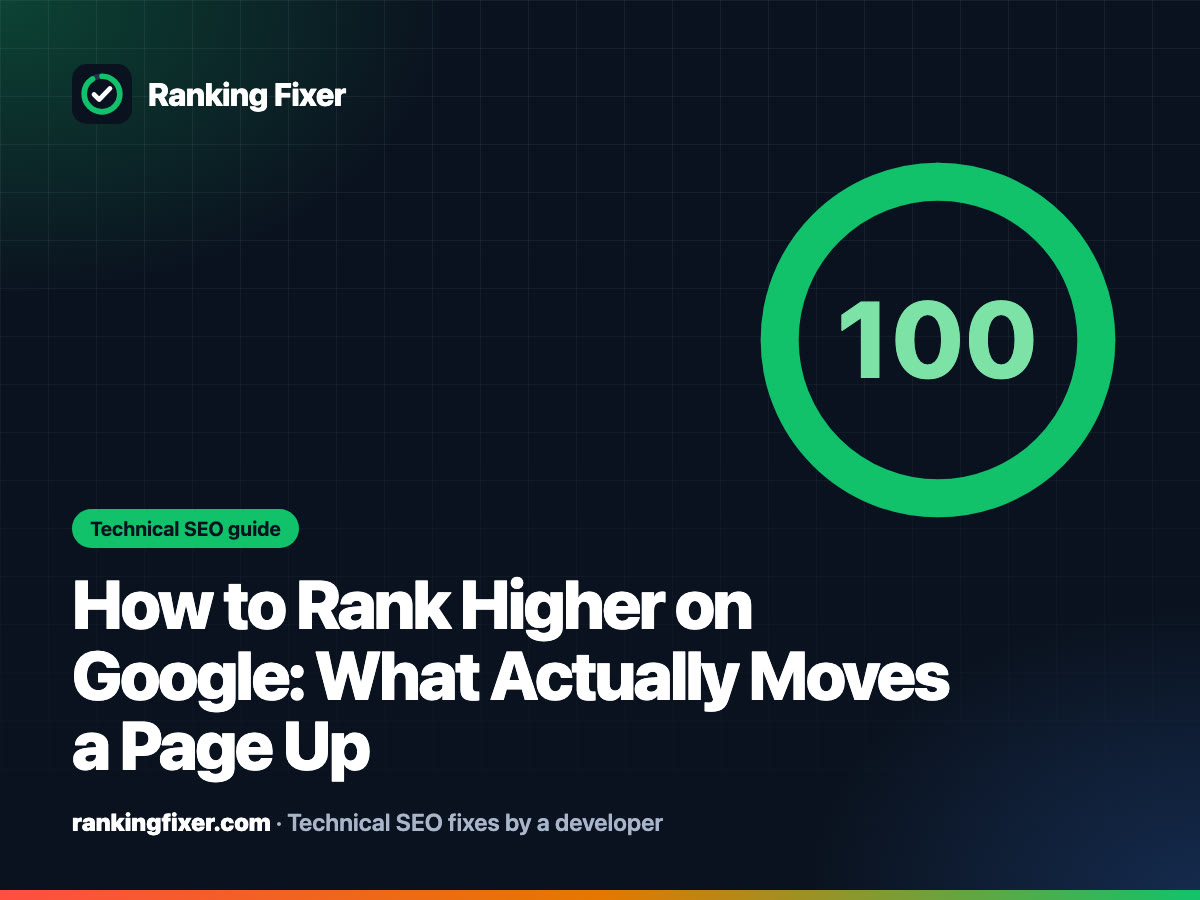 Ranking Fixer
100
Technical SEO guide
How to Rank Higher on
Google: What Actually Moves
a Page Up
rankingfixer.com · Technical SEO fixes by a developer